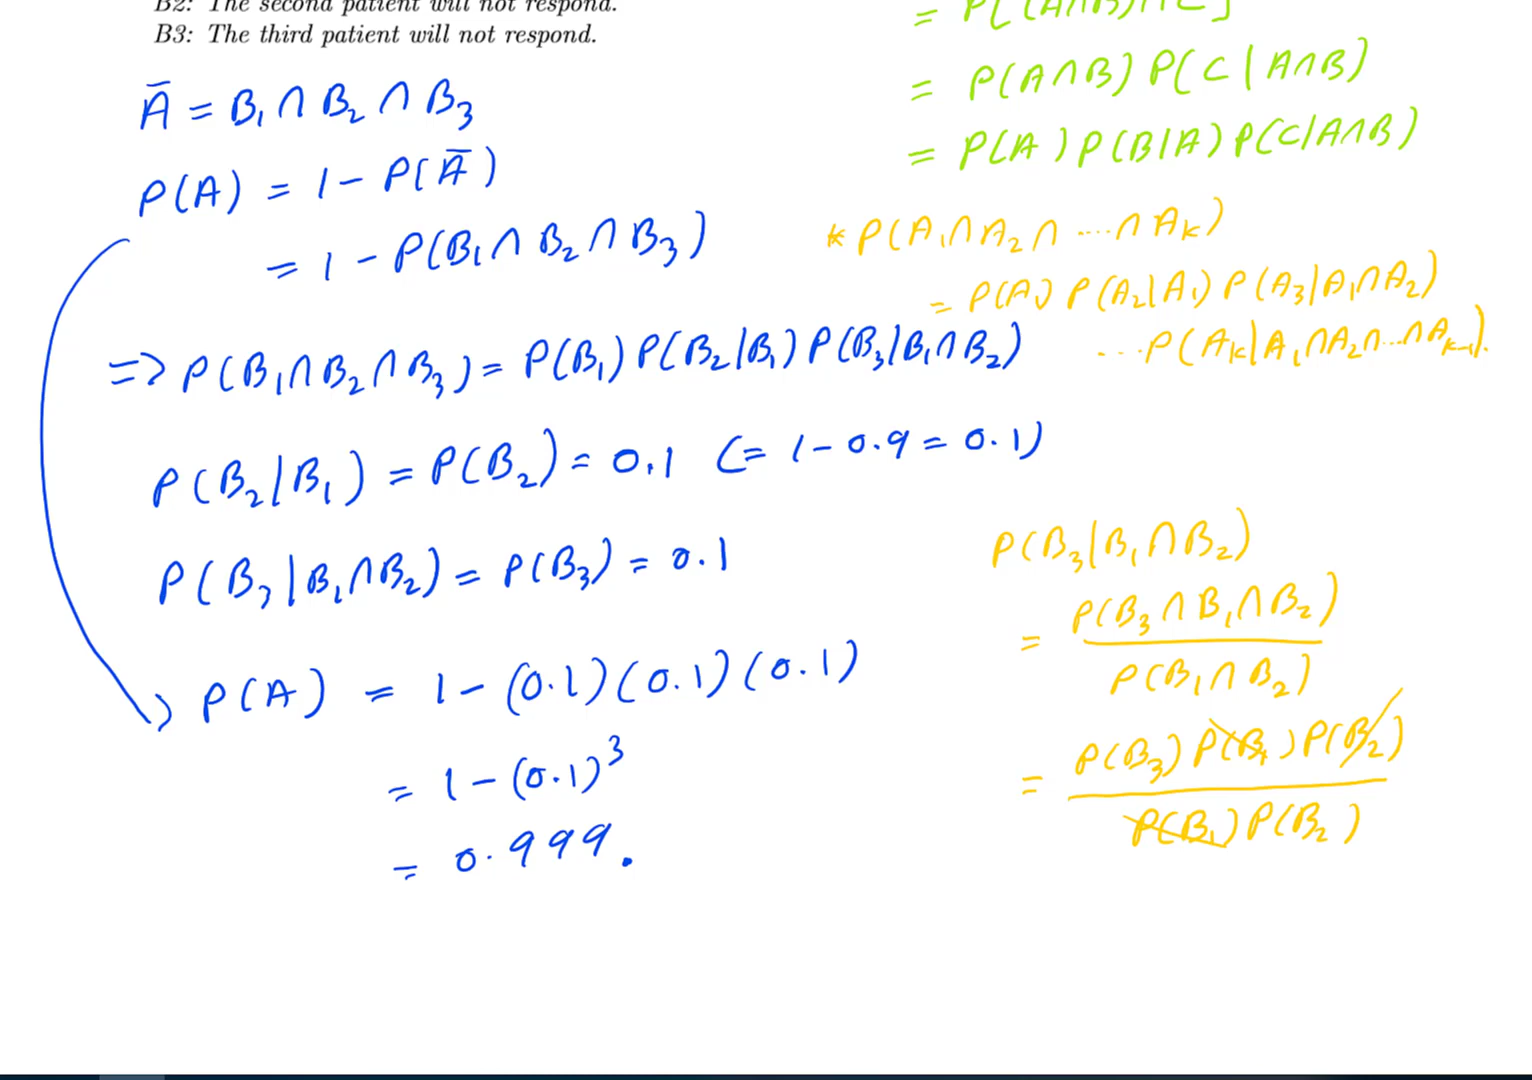 B2: The second patient will not respond.
B3: The third patient will not respond.
Ā = B₁ ∩ B₂ ∩ B₃
P(A) = 1 - P(Ā)
= 1 - P(B₁ ∩ B₂ ∩ B₃)
=> P(B₁ ∩ B₂ ∩ B₃) = P(B₁) P(B₂|B₁) P(B₃|B₁∩B₂)
P(B₂|B₁) = P(B₂) = 0.1 (= 1 - 0.9 = 0.1)
P(B₃|B₁∩B₂) = P(B₃) = 0.1
P(A) = 1 - (0.1)(0.1)(0.1)
= 1 - (0.1)³
= 0.999.
= P[(A∩B)∩C]
= P(A∩B) P(C|A∩B)
= P(A) P(B|A) P(C|A∩B)
* P(A₁∩A₂∩....∩Aₖ)
= P(A₁) P(A₂|A₁) P(A₃|A₁∩A₂)
...P(Aₖ|A₁∩A₂∩...∩Aₖ₋₁).
P(B₃|B₁∩B₂)
= P(B₃∩B₁∩B₂)
P(B₁∩B₂)
= P(B₃) P(B₁) P(B₂)
P(B₁) P(B₂)